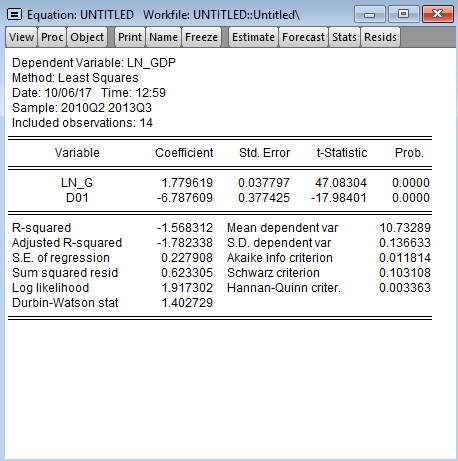 Equation: UNTITLED Workfile: UNTITLED::Untitled\
View Proc Object Print Name Freeze Estimate Forecast Stats Resids
Dependent Variable: LN_GDP
Method: Least Squares
Date: 10/06/17 Time: 12:59
Sample: 2010Q2 2013Q3
Included observations: 14
Variable Coefficient Std. Error t-Statistic Prob.
LN_G 1.779619 0.037797 47.08304 0.0000
D01 -6.787609 0.377425 -17.98401 0.0000
R-squared -1.568312 Mean dependent var 10.73289
Adjusted R-squared -1.782338 S.D. dependent var 0.136633
S.E. of regression 0.227908 Akaike info criterion 0.011814
Sum squared resid 0.623305 Schwarz criterion 0.103108
Log likelihood 1.917302 Hannan-Quinn criter. 0.003363
Durbin-Watson stat 1.402729